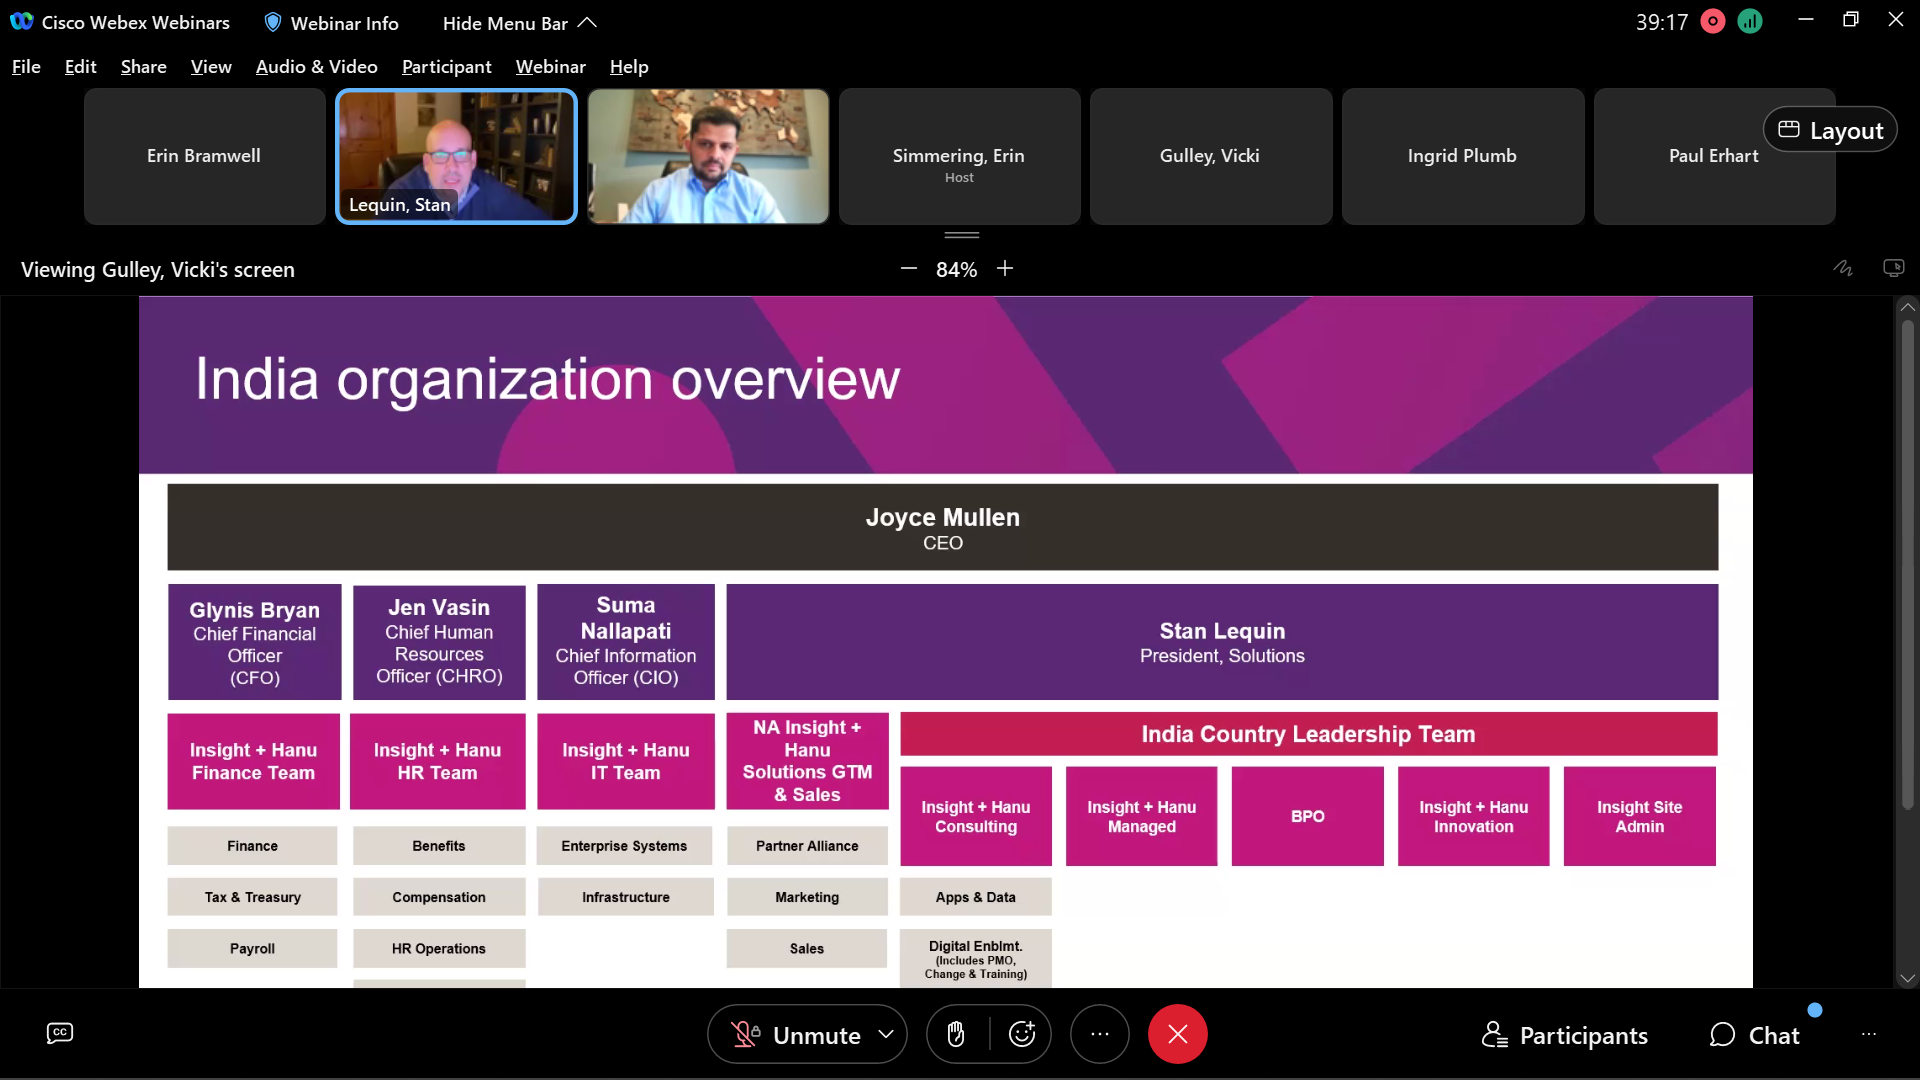 Cisco Webex Webinars
Webinar Info
Hide Menu Bar
39:17
File Edit Share View Audio & Video Participant Webinar Help
Erin Bramwell
Lequin, Stan
Simmering, Erin
Host
Gulley, Vicki
Ingrid Plumb
Paul Erhart
Layout
Viewing Gulley, Vicki's screen
84%
India organization overview
Joyce Mullen
CEO
Glynis Bryan
Chief Financial
Officer
(CFO)
Jen Vasin
Chief Human
Resources
Officer (CHRO)
Suma
Nallapati
Chief Information
Officer (CIO)
Stan Lequin
President, Solutions
Insight + Hanu
Finance Team
Insight + Hanu
HR Team
Insight + Hanu
IT Team
NA Insight +
Hanu
Solutions GTM
& Sales
India Country Leadership Team
Insight + Hanu
Consulting
Insight + Hanu
Managed
BPO
Insight + Hanu
Innovation
Insight Site
Admin
Finance
Benefits
Enterprise Systems
Partner Alliance
Tax & Treasury
Compensation
Infrastructure
Marketing
Apps & Data
Payroll
HR Operations
Sales
Digital Enblmt.
(Includes PMO,
Change & Training)
CC
Unmute
Participants
Chat